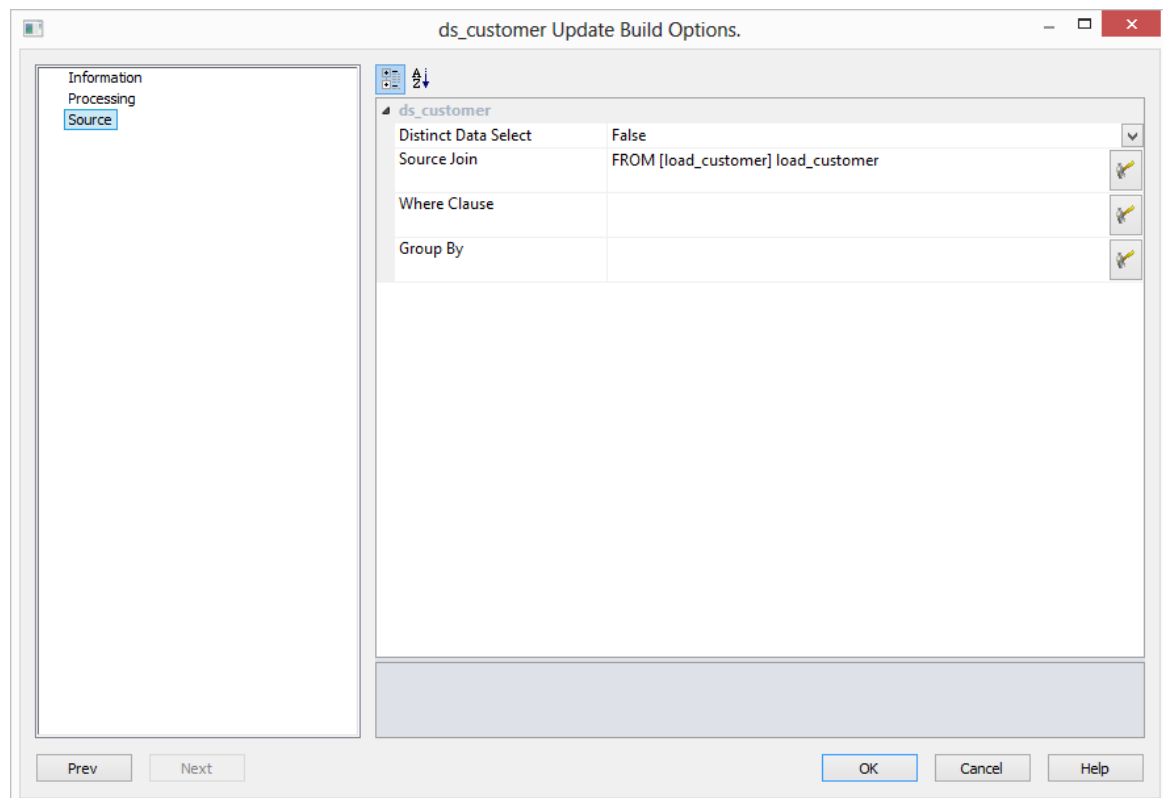 ds_customer Update Build Options.
Information
Processing
Source
ds_customer
Distinct Data Select False
Source Join FROM [load_customer] load_customer
Where Clause
Group By
Prev Next OK Cancel Help